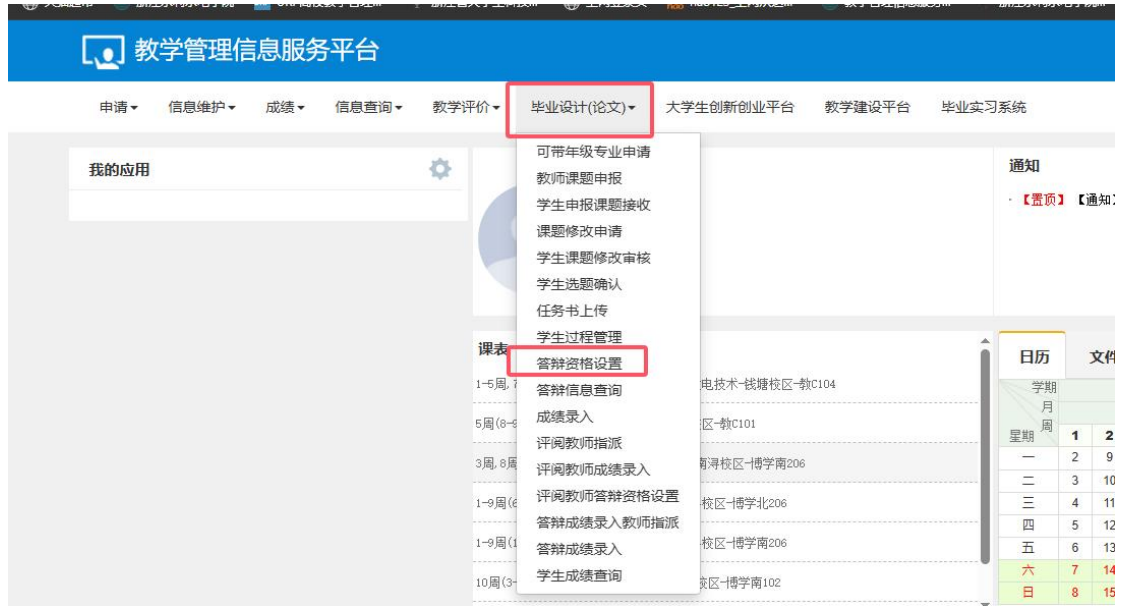 教学管理信息服务平台
申请 信息维护 成绩 信息查询 教学评价 毕业设计(论文) 大学生创新创业平台 教学建设平台 毕业实习系统
我的应用
通知
·【置顶】【通知】
可带年级专业申请
教师课题申报
学生申报课题接收
课题修改申请
学生课题修改审核
学生选题确认
任务书上传
学生过程管理
答辩资格设置
答辩信息查询
成绩录入
评阅教师指派
评阅教师成绩录入
评阅教师答辩资格设置
答辩成绩录入教师指派
答辩成绩录入
学生成绩查询
课表
1-5周, 电技术-钱塘校区-教C104
5周(8-9 区-教C101
3周,8周 南浔校区-博学南206
1-9周(6 校区-博学北206
1-9周(1 校区-博学南206
10周(3- 校区-博学南102
日历 文件
学期
月
周
星期 1 2
一 2 9
二 3 10
三 4 11
四 5 12
五 6 13
六 7 14
日 8 15